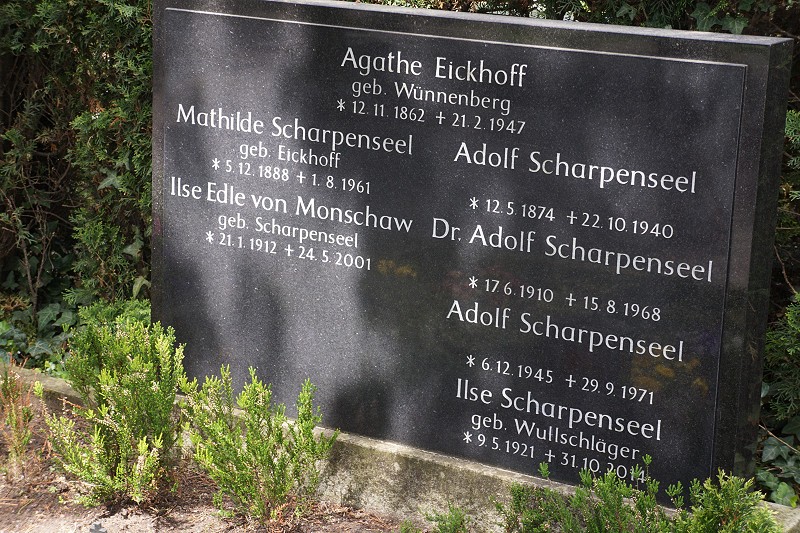 Agathe Eickhoff
geb. Wünnenberg
* 12. 11. 1862 + 21. 2. 1947
Mathilde Scharpenseel
geb. Eickhoff
* 5. 12. 1888 + 1. 8. 1961
Ilse Edle von Monschaw
geb. Scharpenseel
* 21. 1. 1912 + 24. 5. 2001
Adolf Scharpenseel
* 12. 5. 1874 + 22. 10. 1940
Dr. Adolf Scharpenseel
* 17. 6. 1910 + 15. 8. 1968
Adolf Scharpenseel
* 6. 12. 1945 + 29. 9. 1971
Ilse Scharpenseel
geb. Wullschläger
* 9. 5. 1921 + 31. 10. 2014